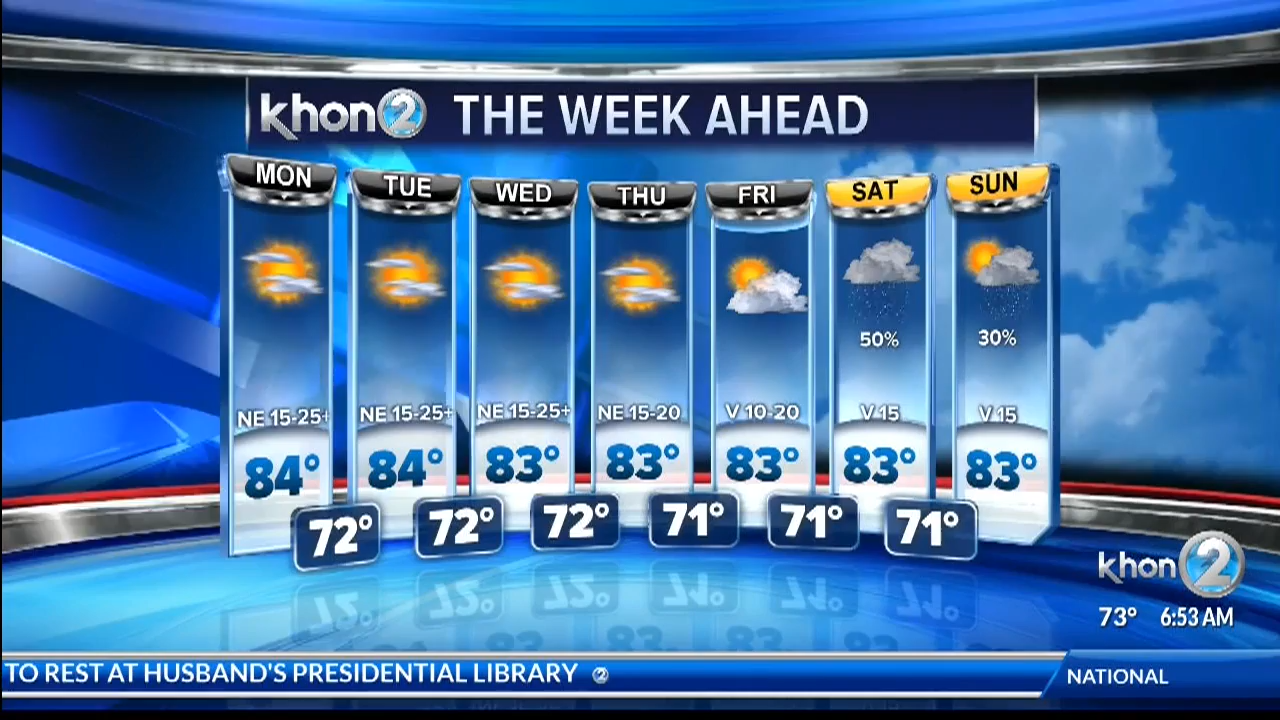 khon2 THE WEEK AHEAD
MON TUE WED THU FRI SAT SUN
50% 30%
NE 15-25+ NE 15-25+ NE 15-25+ NE 15-20 V 10-20 V 15 V 15
84° 84° 83° 83° 83° 83° 83°
72° 72° 72° 71° 71° 71°
khon2
73° 6:53 AM
TO REST AT HUSBAND'S PRESIDENTIAL LIBRARY 2
NATIONAL